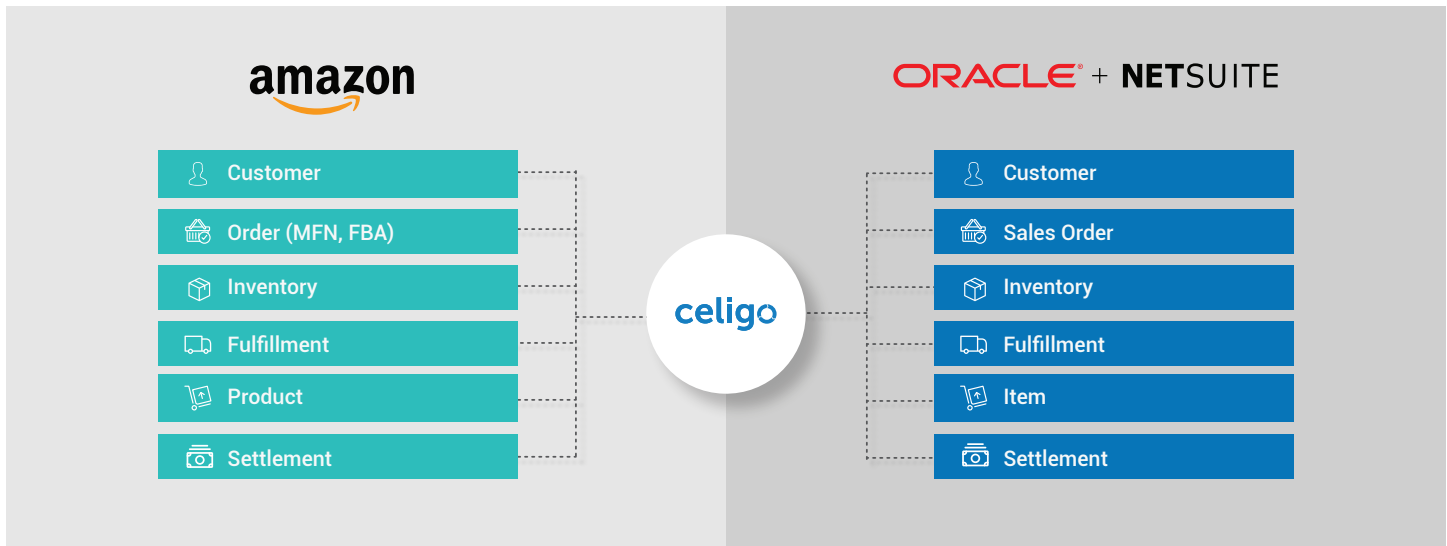 amazon
Customer
Order (MFN, FBA)
Inventory
Fulfillment
Product
Settlement
celigo
ORACLE® + NETSUITE
Customer
Sales Order
Inventory
Fulfillment
Item
Settlement